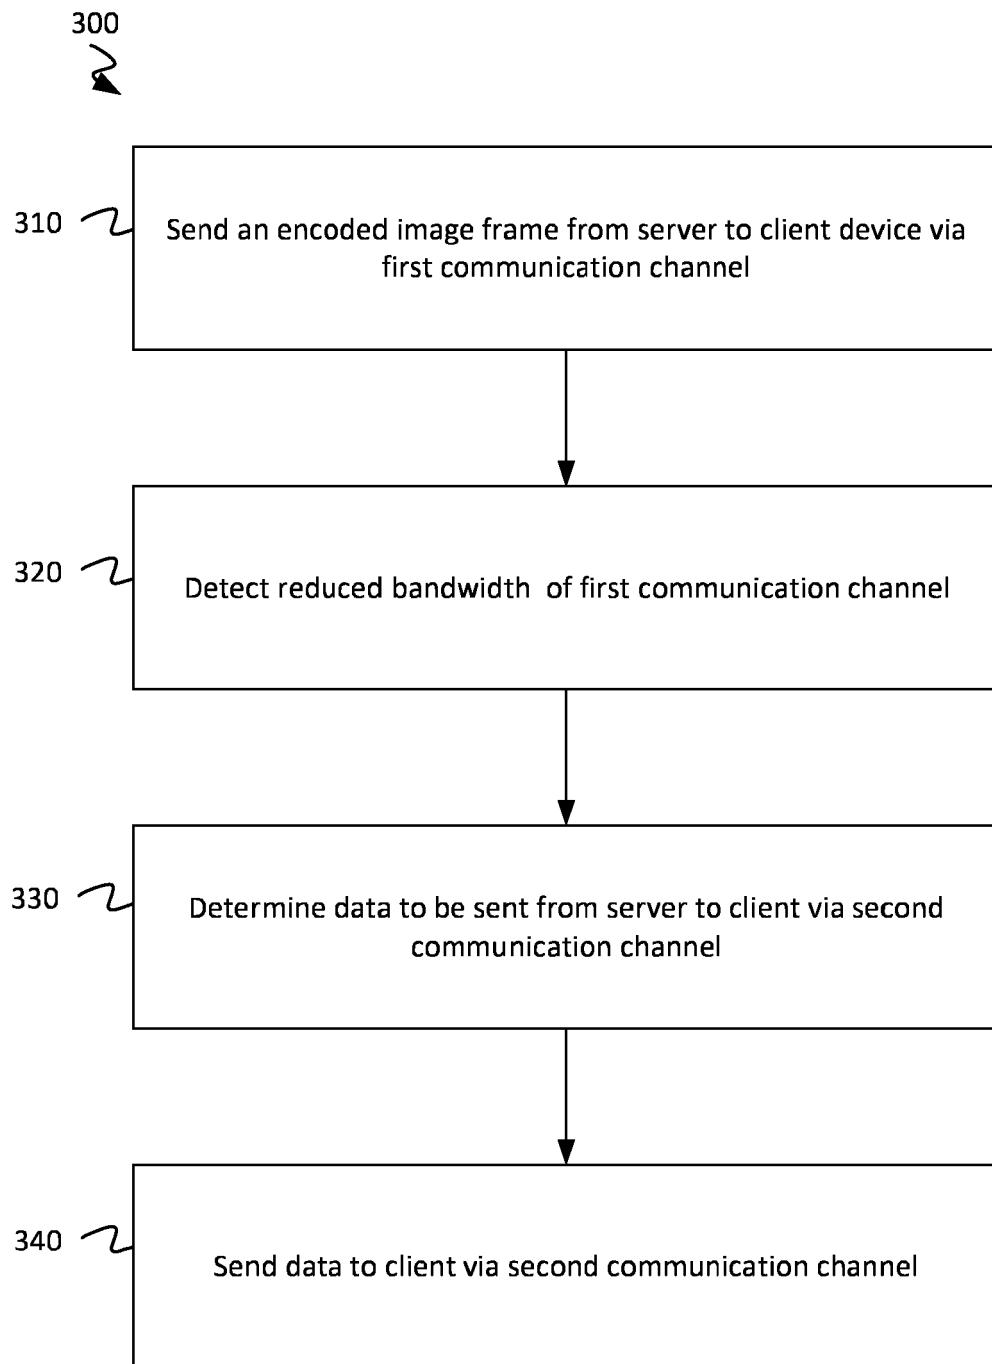 300
310
Send an encoded image frame from server to client device via
first communication channel
320
Detect reduced bandwidth  of first communication channel
330
Determine data to be sent from server to client via second
communication channel
340
Send data to client via second communication channel